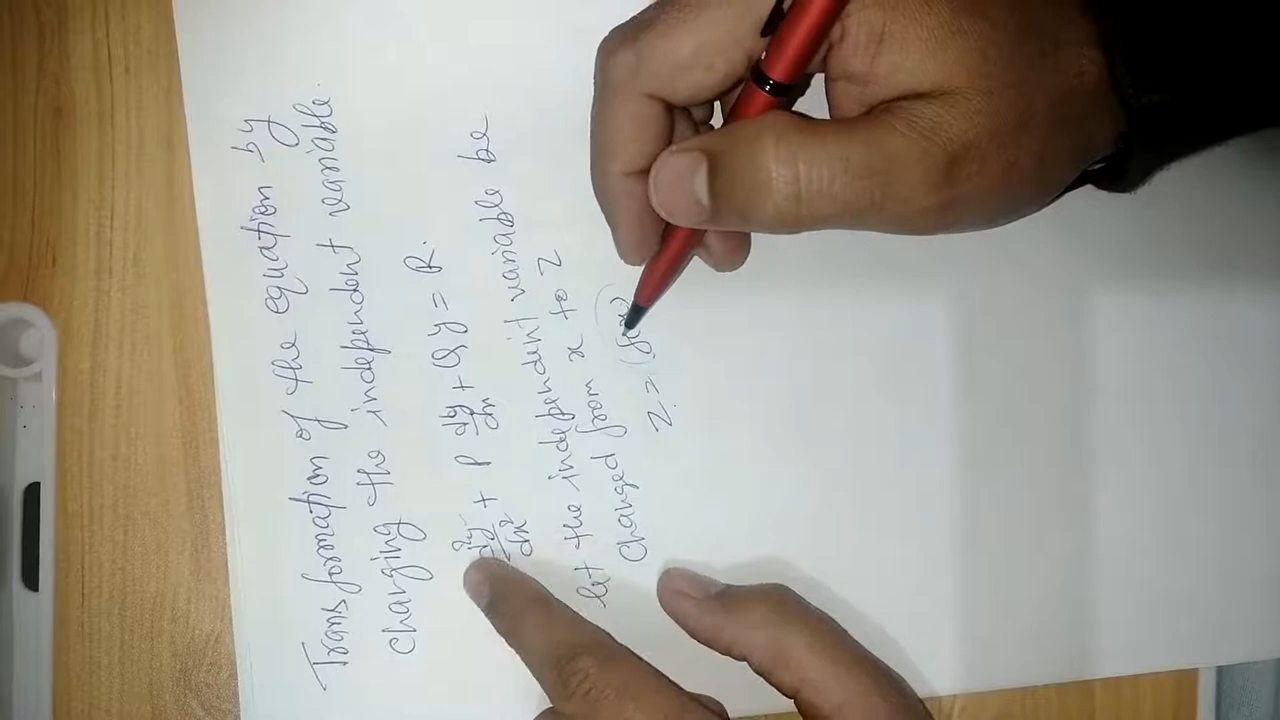 Transformation of the equation by
changing the independent variable.
d²y/dx² + P dy/dx + Qy = R.
let the independent variable be
changed from x to z
z = (f(x)